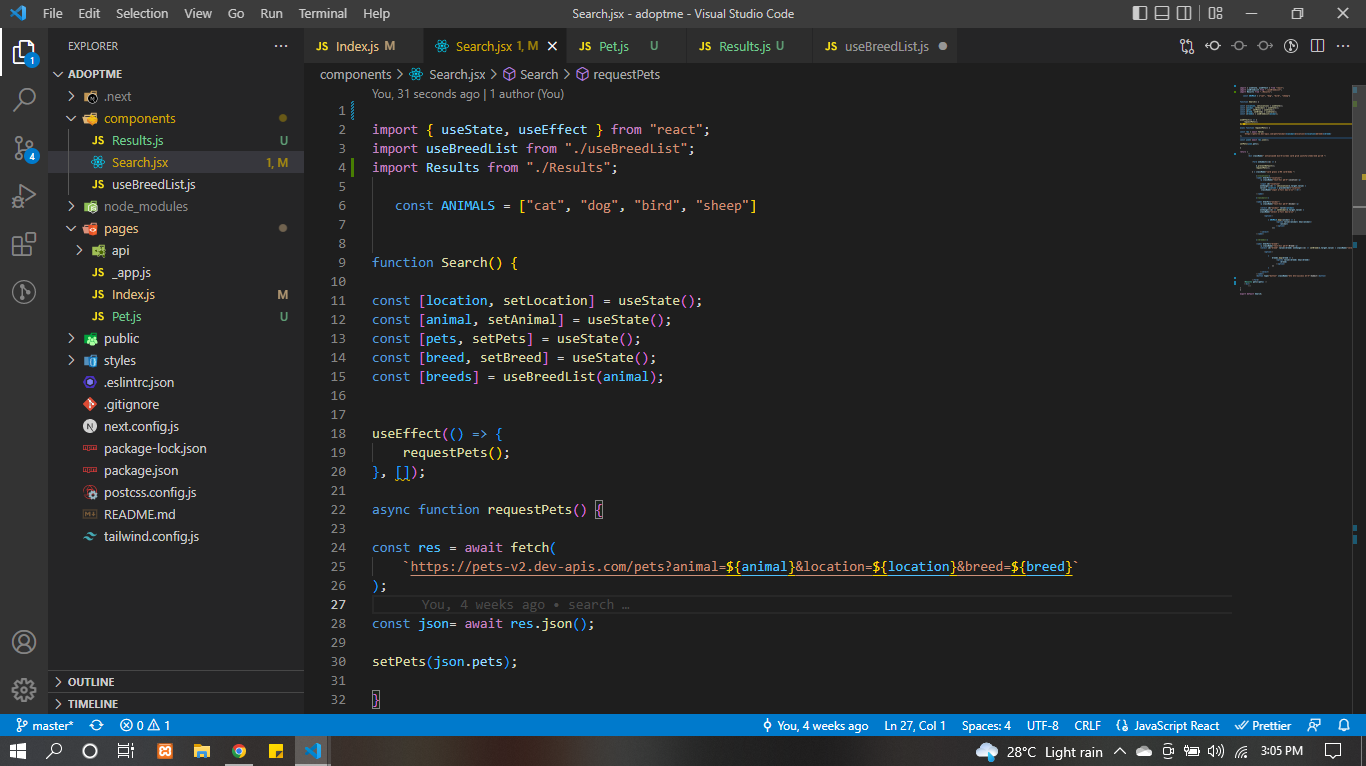 File Edit Selection View Go Run Terminal Help
Search.jsx - adoptme - Visual Studio Code
EXPLORER
ADOPTME
.next
components
JS Results.js U
Search.jsx 1, M
JS useBreedList.js
node_modules
pages
api
JS _app.js
JS Index.js M
JS Pet.js U
public
styles
.eslintrc.json
.gitignore
next.config.js
package-lock.json
package.json
postcss.config.js
README.md
tailwind.config.js
OUTLINE
TIMELINE
1
4
JS Index.js M
Search.jsx 1, M
JS Pet.js U
JS Results.js U
JS useBreedList.js
components > Search.jsx > Search > requestPets
You, 31 seconds ago | 1 author (You)
1
2 import { useState, useEffect } from "react";
3 import useBreedList from "./useBreedList";
4 import Results from "./Results";
5
6 const ANIMALS = ["cat", "dog", "bird", "sheep"]
7
8
9 function Search() {
10
11 const [location, setLocation] = useState();
12 const [animal, setAnimal] = useState();
13 const [pets, setPets] = useState();
14 const [breed, setBreed] = useState();
15 const [breeds] = useBreedList(animal);
16
17
18 useEffect(() => {
19 requestPets();
20 }, []);
21
22 async function requestPets() {
23
24 const res = await fetch(
25 `https://pets-v2.dev-apis.com/pets?animal=${animal}&location=${location}&breed=${breed}`
26 );
27 You, 4 weeks ago • search …
28 const json= await res.json();
29
30 setPets(json.pets);
31
32 }
master* 0 1 You, 4 weeks ago Ln 27, Col 1 Spaces: 4 UTF-8 CRLF JavaScript React Prettier
28°C Light rain 3:05 PM